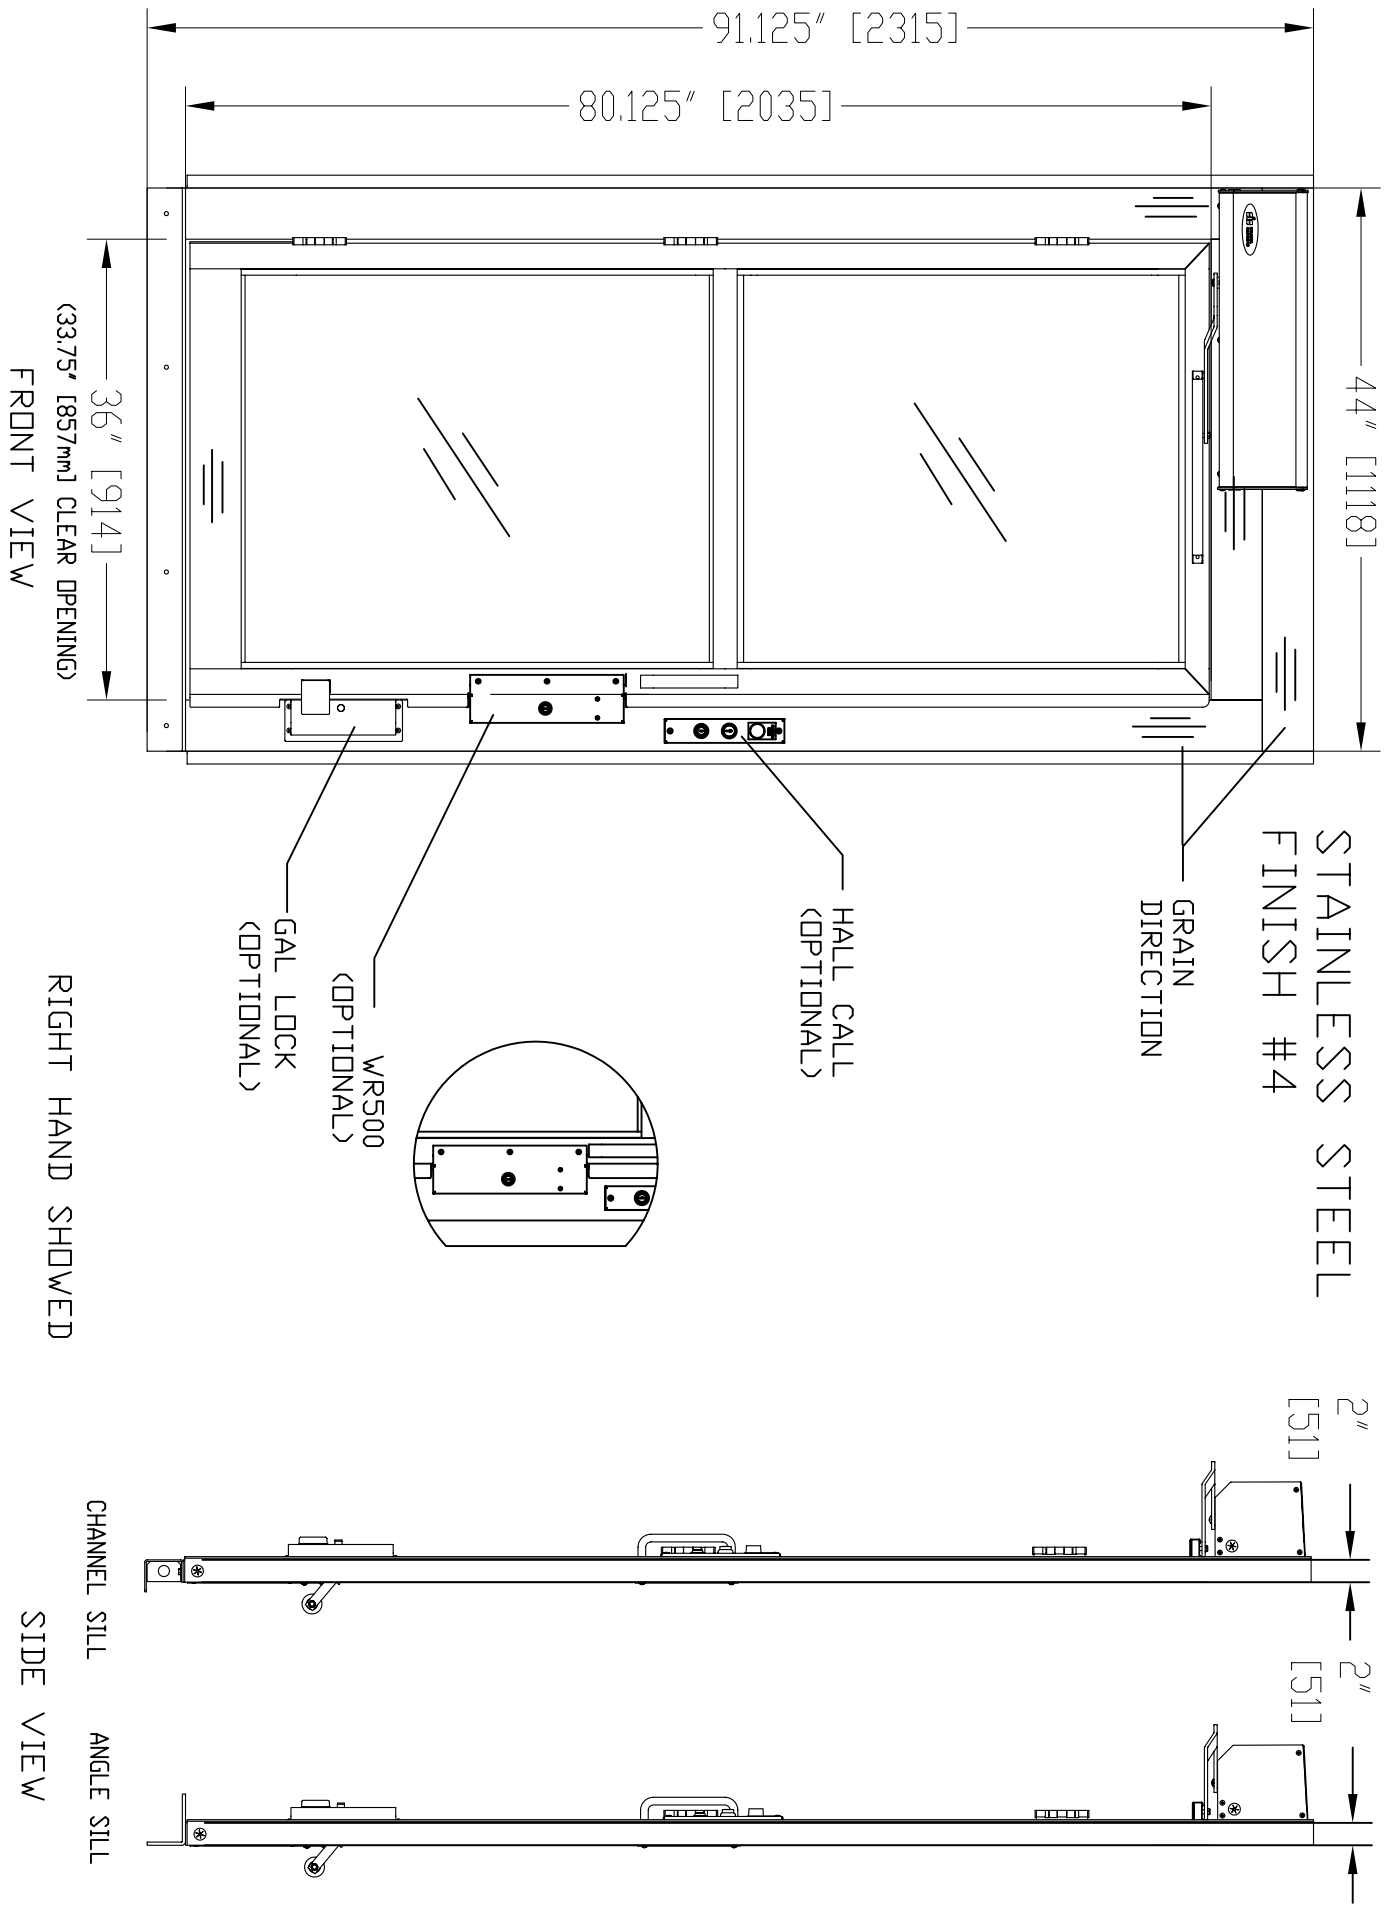 STAINLESS STEEL
FINISH #4
44" [1118]
91.125" [2315]
80.125" [2035]
GRAIN
DIRECTION
HALL CALL
(OPTIONAL)
WR500
(OPTIONAL)
GAL LOCK
(OPTIONAL)
36" [914]
(33.75" [857mm] CLEAR OPENING)
FRONT VIEW
RIGHT HAND SHOWED
2"
[51]
2"
[51]
CHANNEL SILL
ANGLE SILL
SIDE VIEW